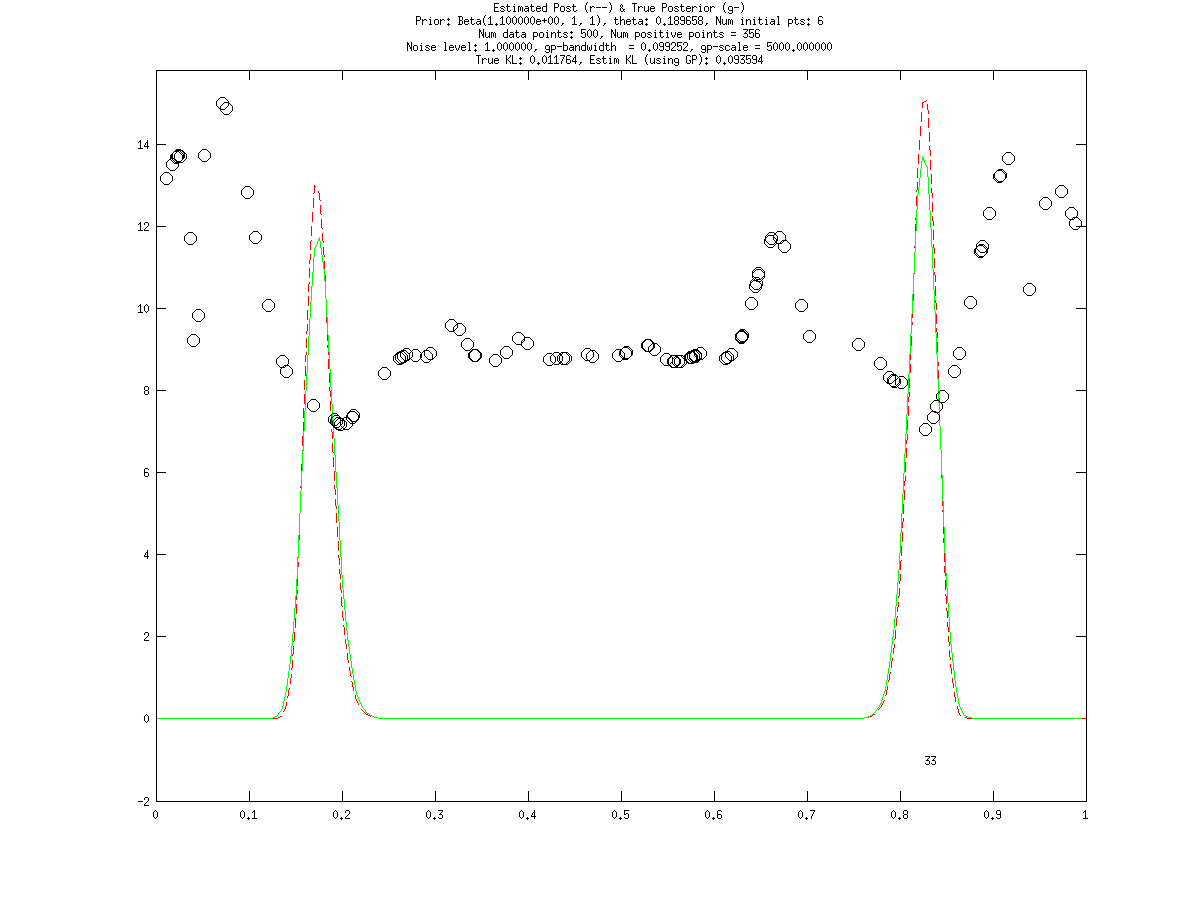 Estimated Post (r--) & True Posterior (g-)
Prior: Beta(1.100000e+00, 1, 1), theta: 0.189658, Num initial pts: 6
Num data points: 500, Num positive points = 356
Noise level: 1.000000, gp-bandwidth  = 0.099252, gp-scale = 5000.000000
True KL: 0.011764, Estim KL (using GP): 0.093594
14
12
10
8
6
4
2
0
33
-2
0 0.1 0.2 0.3 0.4 0.5 0.6 0.7 0.8 0.9 1